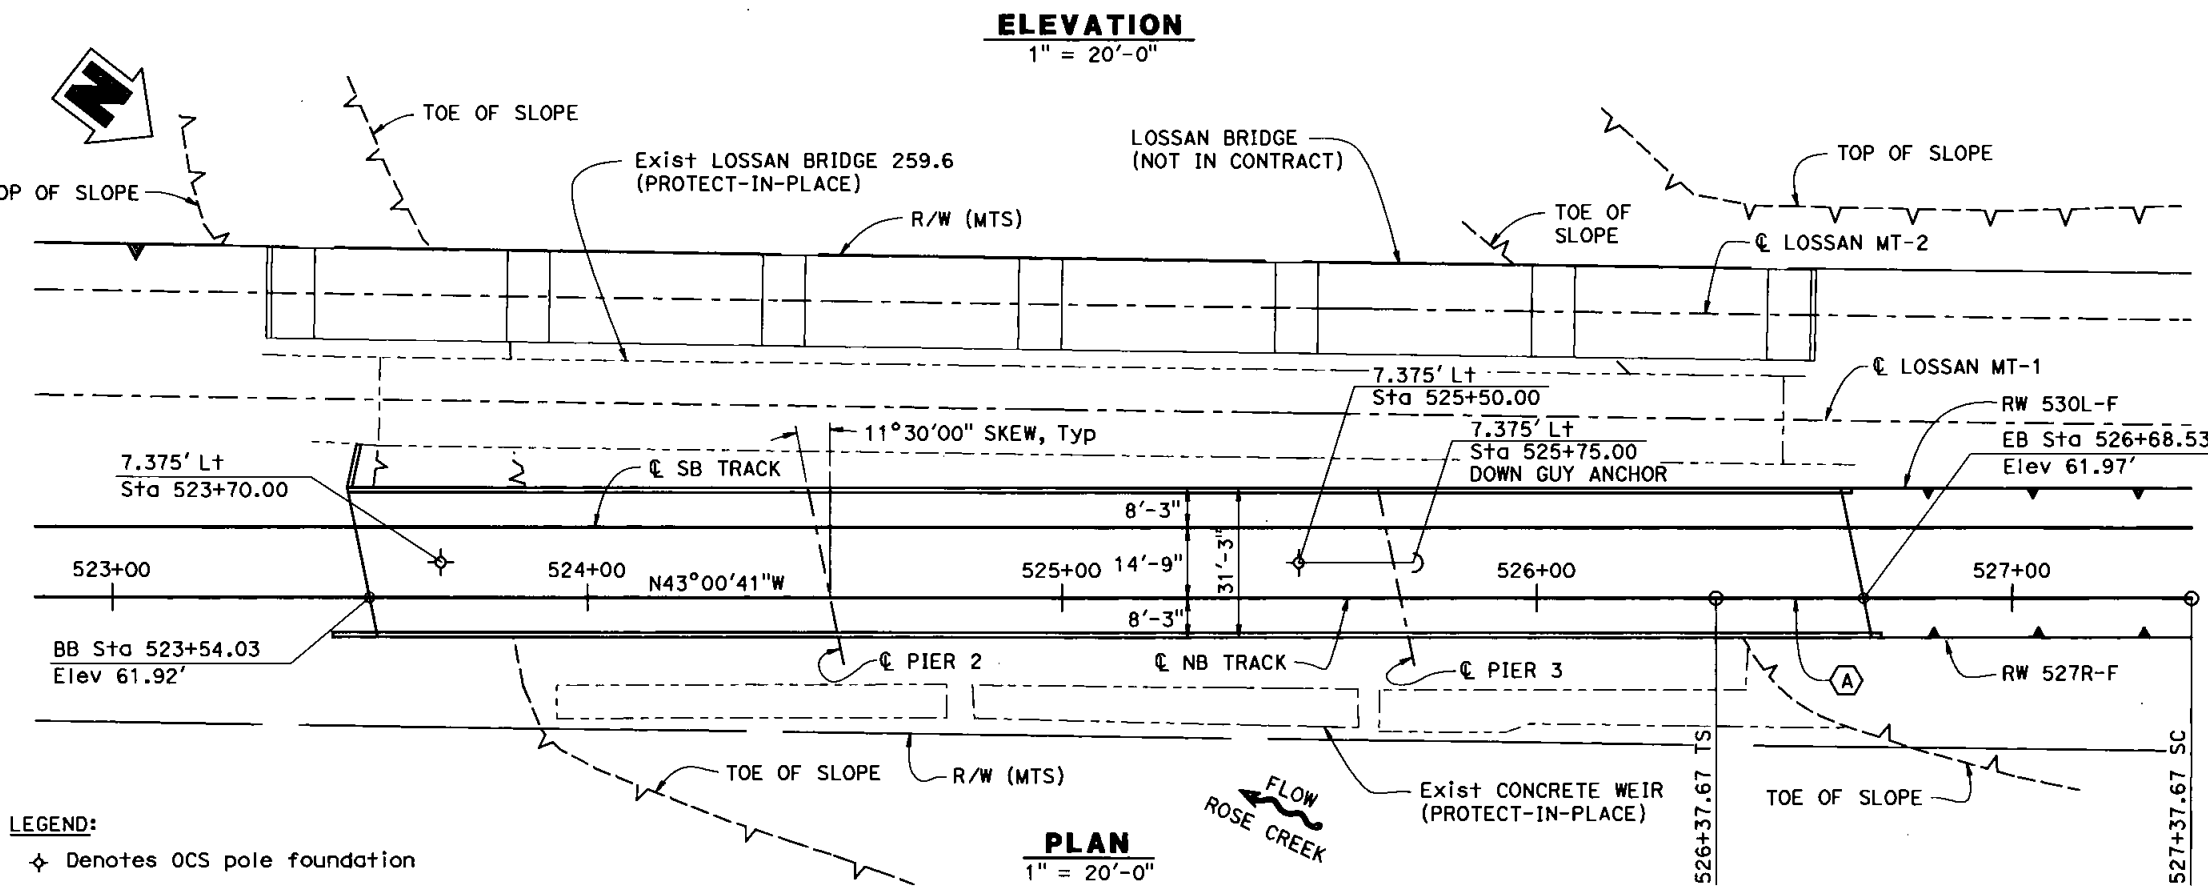 ELEVATION
1" = 20'-0"
N
TOE OF SLOPE
LOSSAN BRIDGE
(NOT IN CONTRACT)
TOP OF SLOPE
Exist LOSSAN BRIDGE 259.6
(PROTECT-IN-PLACE)
OP OF SLOPE
R/W (MTS)
TOE OF
SLOPE
℄ LOSSAN MT-2
℄ LOSSAN MT-1
7.375' Lt
Sta 525+50.00
RW 530L-F
11°30'00" SKEW, Typ
7.375' Lt
Sta 525+75.00
DOWN GUY ANCHOR
EB Sta 526+68.53
Elev 61.97'
7.375' Lt
Sta 523+70.00
℄ SB TRACK
8'-3"
14'-9"
31'-3"
8'-3"
523+00
524+00
N43°00'41"W
525+00
526+00
527+00
BB Sta 523+54.03
Elev 61.92'
℄ PIER 2
℄ NB TRACK
℄ PIER 3
A
RW 527R-F
TOE OF SLOPE
R/W (MTS)
FLOW
ROSE CREEK
Exist CONCRETE WEIR
(PROTECT-IN-PLACE)
526+37.67 TS
TOE OF SLOPE
527+37.67 SC
LEGEND:
Denotes OCS pole foundation
PLAN
1" = 20'-0"